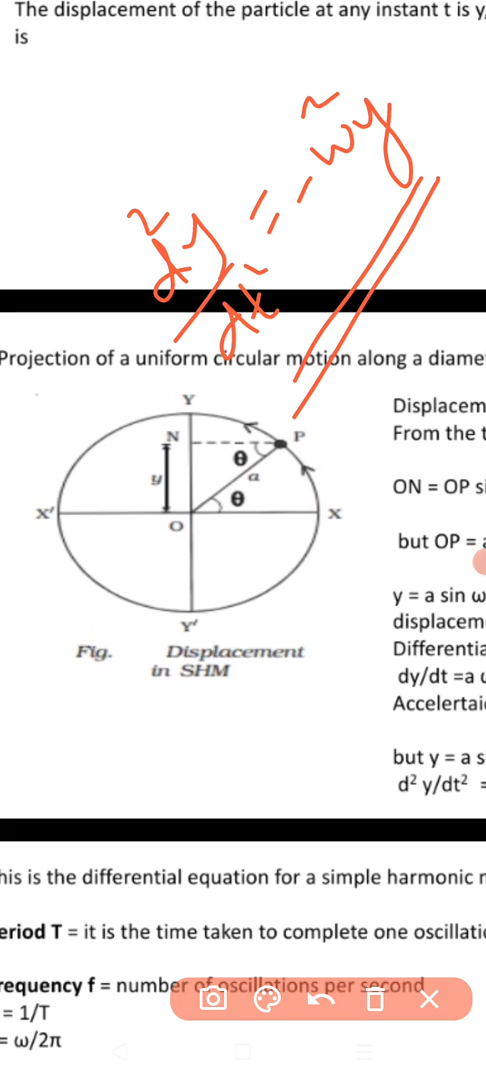 The displacement of the particle at any instant t is y
is
d²y/dt² = -ω²y
Projection of a uniform circular motion along a diame
Y
N
P
θ
y
a
θ
X'
O
X
Y'
Fig. Displacement
in SHM
Displacem
From the t
ON = OP si
but OP =
y = a sin ω
displacem
Differentia
dy/dt =a
Accelertai
but y = a s
d² y/dt² =
his is the differential equation for a simple harmonic
eriod T = it is the time taken to complete one oscillati
requency f = number of oscillations per second
= 1/T
= ω/2π